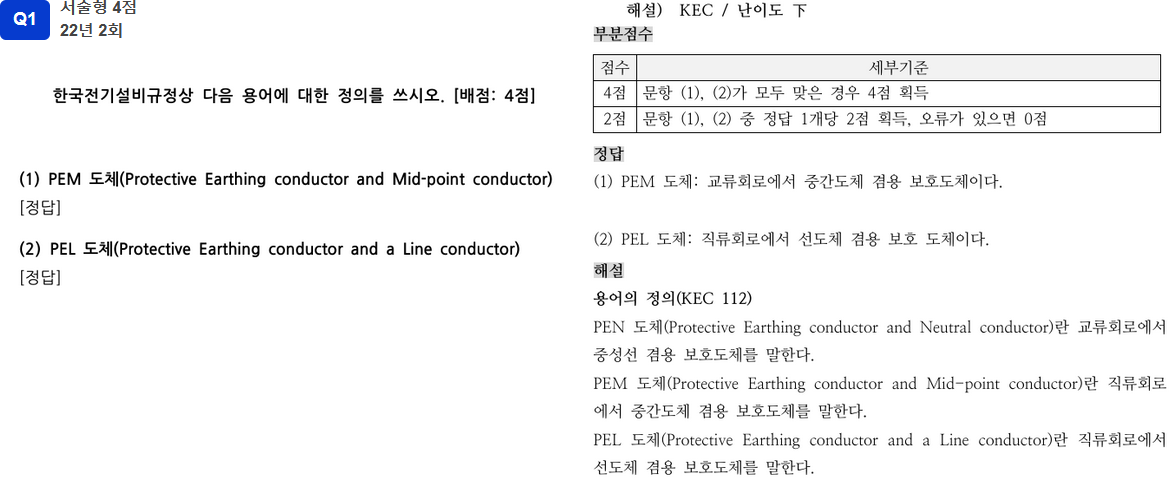 Q1
서술형 4점
22년 2회
한국전기설비규정상 다음 용어에 대한 정의를 쓰시오. [배점: 4점]
(1) PEM 도체(Protective Earthing conductor and Mid-point conductor)
[정답]
(2) PEL 도체(Protective Earthing conductor and a Line conductor)
[정답]
해설) KEC / 난이도 下
부분점수
점수 세부기준
4점 문항 (1), (2)가 모두 맞은 경우 4점 획득
2점 문항 (1), (2) 중 정답 1개당 2점 획득, 오류가 있으면 0점
정답
(1) PEM 도체: 교류회로에서 중간도체 겸용 보호도체이다.
(2) PEL 도체: 직류회로에서 선도체 겸용 보호 도체이다.
해설
용어의 정의(KEC 112)
PEN 도체(Protective Earthing conductor and Neutral conductor)란 교류회로에서
중성선 겸용 보호도체를 말한다.
PEM 도체(Protective Earthing conductor and Mid-point conductor)란 직류회로
에서 중간도체 겸용 보호도체를 말한다.
PEL 도체(Protective Earthing conductor and a Line conductor)란 직류회로에서
선도체 겸용 보호도체를 말한다.